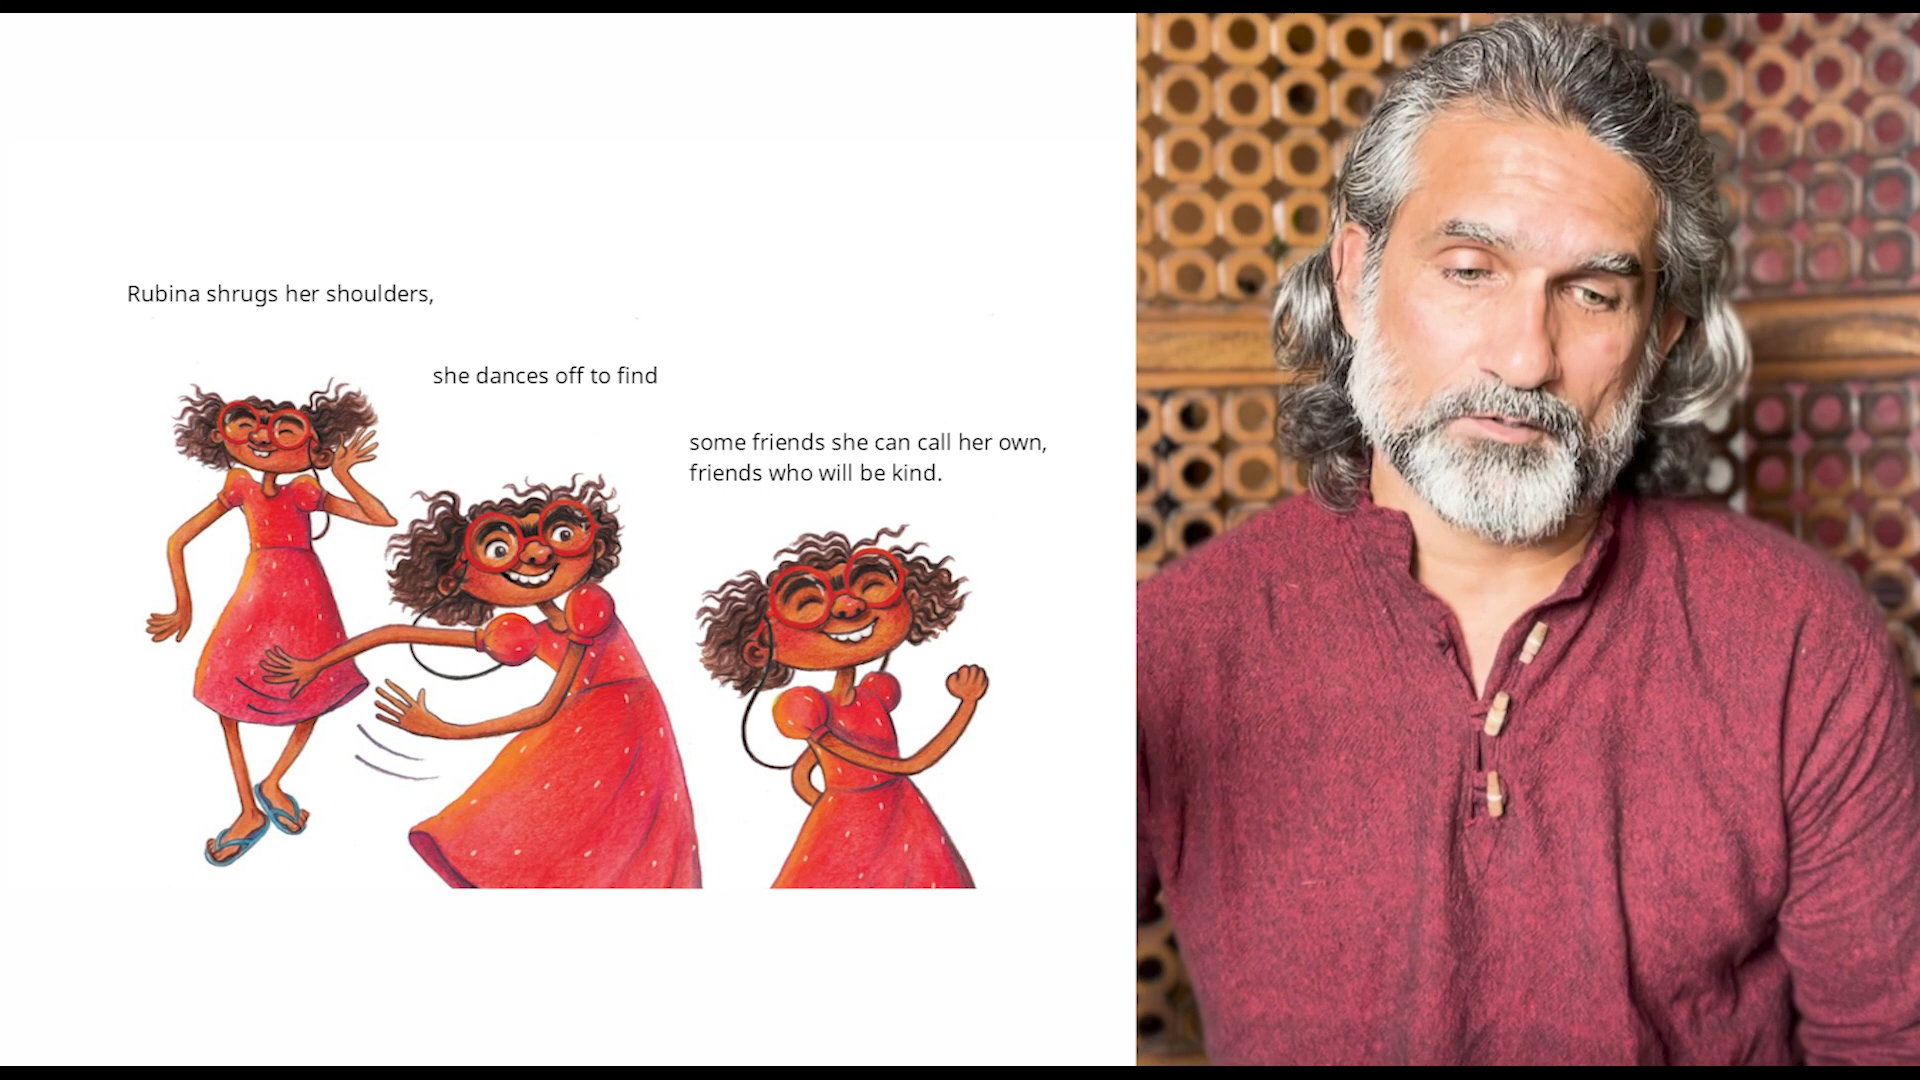 Rubina shrugs her shoulders,
she dances off to find
some friends she can call her own,
friends who will be kind.